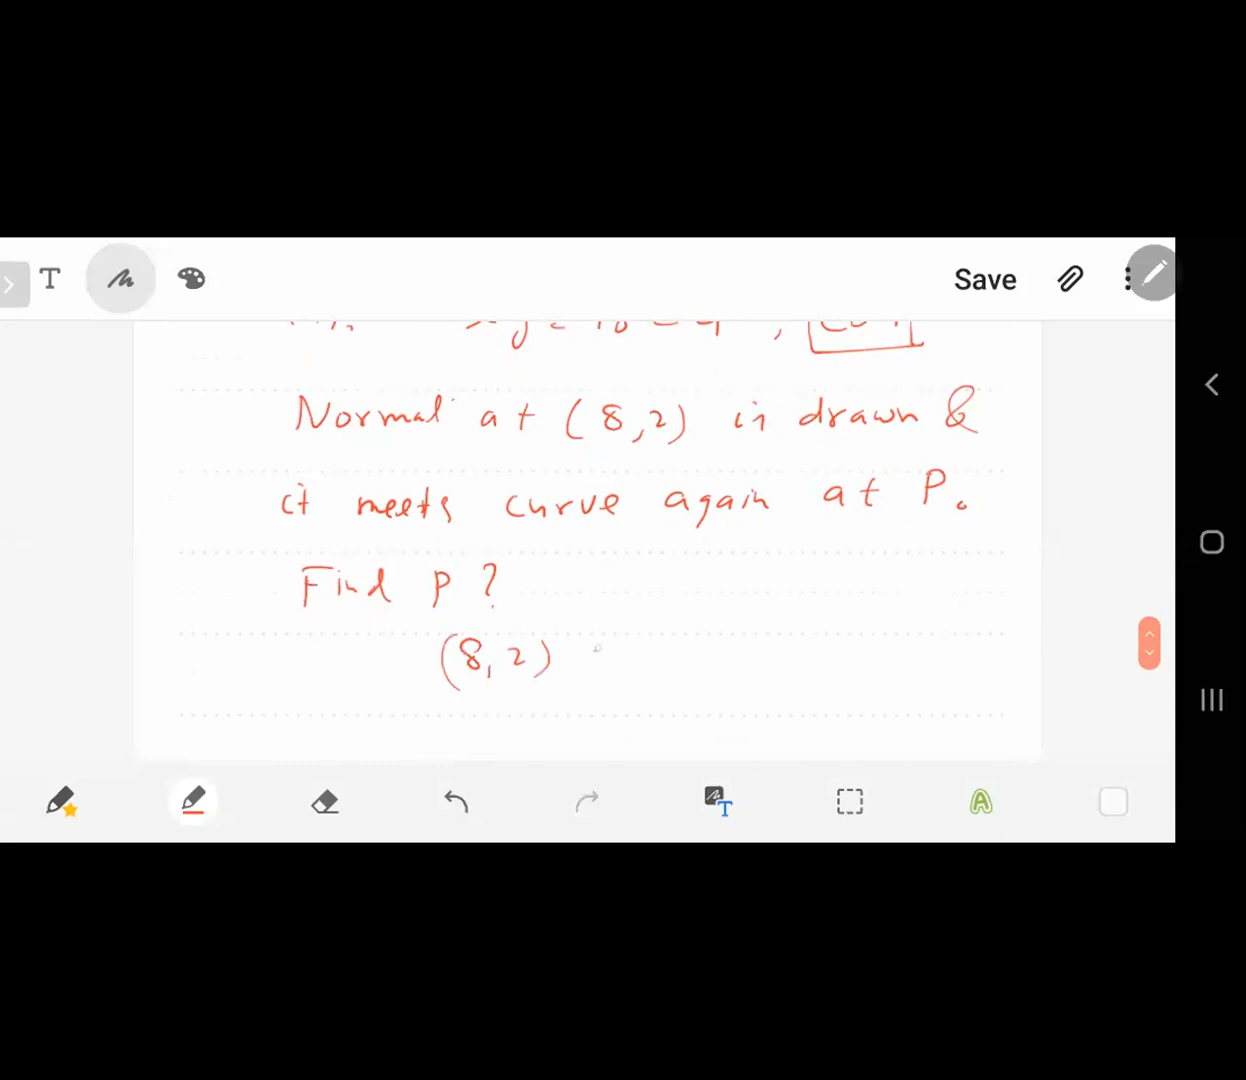 T Save
Normal at (8,2) is drawn &
it meets curve again at P.
Find P?
(8,2)
T
A